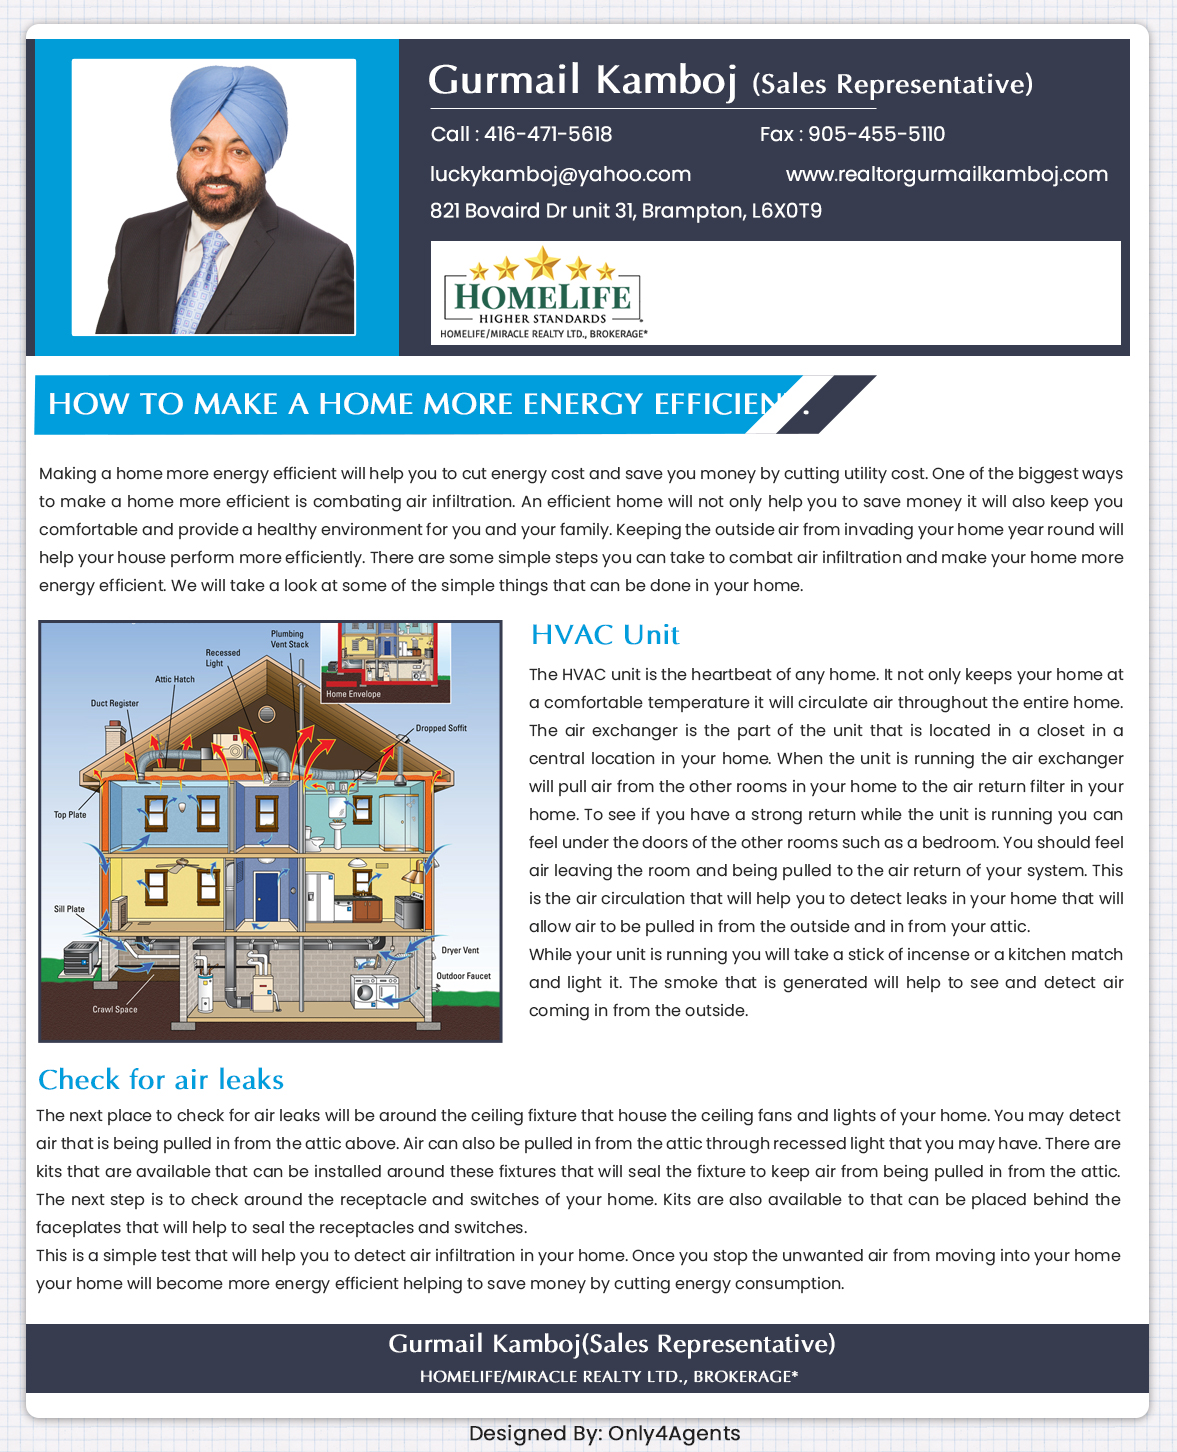 Gurmail Kamboj (Sales Representative)
Call : 416-471-5618
Fax : 905-455-5110
luckykamboj@yahoo.com
www.realtorgurmailkamboj.com
821 Bovaird Dr unit 31, Brampton, L6X0T9
HOMELIFE
HIGHER STANDARDS
HOMELIFE/MIRACLE REALTY LTD., BROKERAGE*
HOW TO MAKE A HOME MORE ENERGY EFFICIENT.
Making a home more energy efficient will help you to cut energy cost and save you money by cutting utility cost. One of the biggest ways
to make a home more efficient is combating air infiltration. An efficient home will not only help you to save money it will also keep you
comfortable and provide a healthy environment for you and your family. Keeping the outside air from invading your home year round will
help your house perform more efficiently. There are some simple steps you can take to combat air infiltration and make your home more
energy efficient. We will take a look at some of the simple things that can be done in your home.
Plumbing
Vent Stack
Recessed
Light
Attic Hatch
Duct Register
Home Envelope
Dropped Soffit
Top Plate
Sill Plate
Dryer Vent
Outdoor Faucet
Crawl Space
HVAC Unit
The HVAC unit is the heartbeat of any home. It not only keeps your home at
a comfortable temperature it will circulate air throughout the entire home.
The air exchanger is the part of the unit that is located in a closet in a
central location in your home. When the unit is running the air exchanger
will pull air from the other rooms in your home to the air return filter in your
home. To see if you have a strong return while the unit is running you can
feel under the doors of the other rooms such as a bedroom. You should feel
air leaving the room and being pulled to the air return of your system. This
is the air circulation that will help you to detect leaks in your home that will
allow air to be pulled in from the outside and in from your attic.
While your unit is running you will take a stick of incense or a kitchen match
and light it. The smoke that is generated will help to see and detect air
coming in from the outside.
Check for air leaks
The next place to check for air leaks will be around the ceiling fixture that house the ceiling fans and lights of your home. You may detect
air that is being pulled in from the attic above. Air can also be pulled in from the attic through recessed light that you may have. There are
kits that are available that can be installed around these fixtures that will seal the fixture to keep air from being pulled in from the attic.
The next step is to check around the receptacle and switches of your home. Kits are also available to that can be placed behind the
faceplates that will help to seal the receptacles and switches.
This is a simple test that will help you to detect air infiltration in your home. Once you stop the unwanted air from moving into your home
your home will become more energy efficient helping to save money by cutting energy consumption.
Gurmail Kamboj(Sales Representative)
HOMELIFE/MIRACLE REALTY LTD., BROKERAGE*
Designed By: Only4Agents